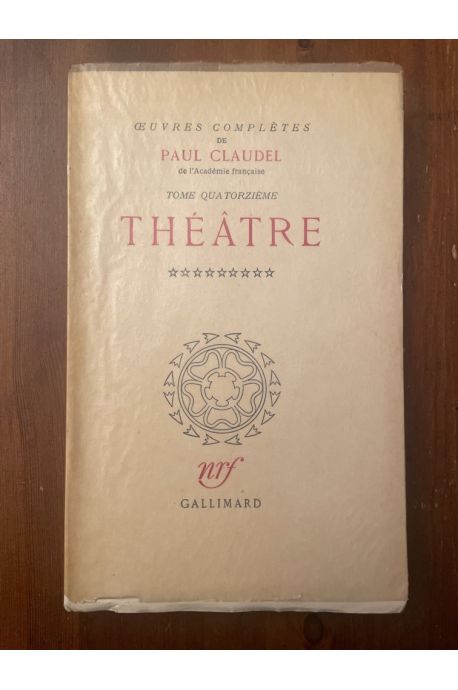 ŒUVRES COMPLÈTES
DE
PAUL CLAUDEL
de l'Académie française
TOME QUATORZIÈME
THÉÂTRE
☆☆☆☆☆☆☆☆☆
nrf
GALLIMARD